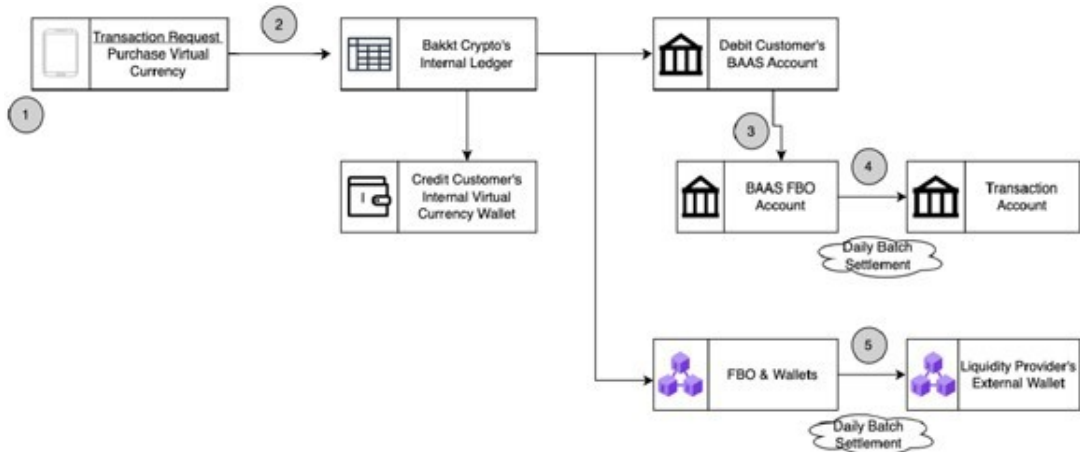 2
Transaction Request
Purchase Virtual
Currency
Bakkt Crypto's
Internal Ledger
Debit Customer's
BAAS Account
1
3
Credit Customer's
Internal Virtual
Currency Wallet
BAAS FBO
Account
4
Transaction
Account
Daily Batch
Settlement
FBO & Wallets
5
Liquidity Provider's
External Wallet
Daily Batch
Settlement